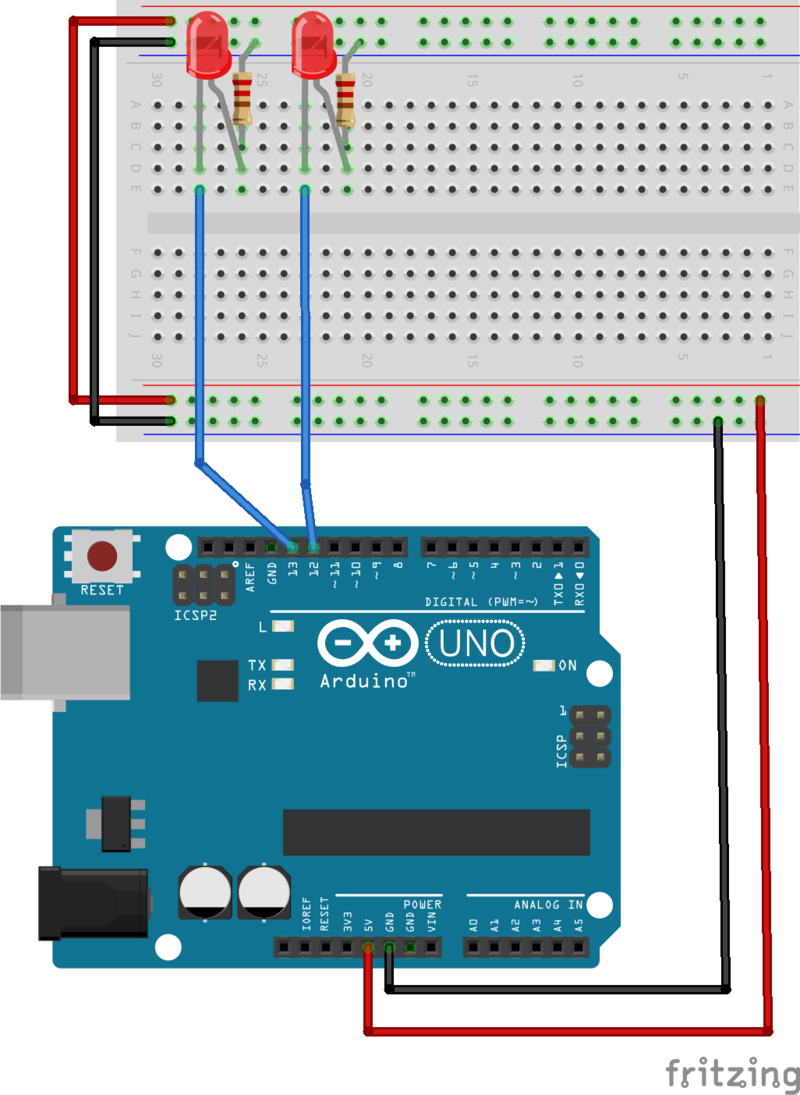 30 25 20 15 10 5 1
A A
B B
C C
D D
E E
F F
G G
H H
I I
J J
30 25 20 15 10 5 1
RESET
ICSP2
AREF GND 13 12 ~11 ~10 ~9 8 7 ~6 ~5 4 ~3 2 TX0▶1 RX0◀0
DIGITAL (PWM=~)
L
TX
RX
UNO
Arduino™
ON
1
ICSP
POWER
ANALOG IN
IOREF RESET 3V3 5V GND GND VIN A0 A1 A2 A3 A4 A5
fritzing